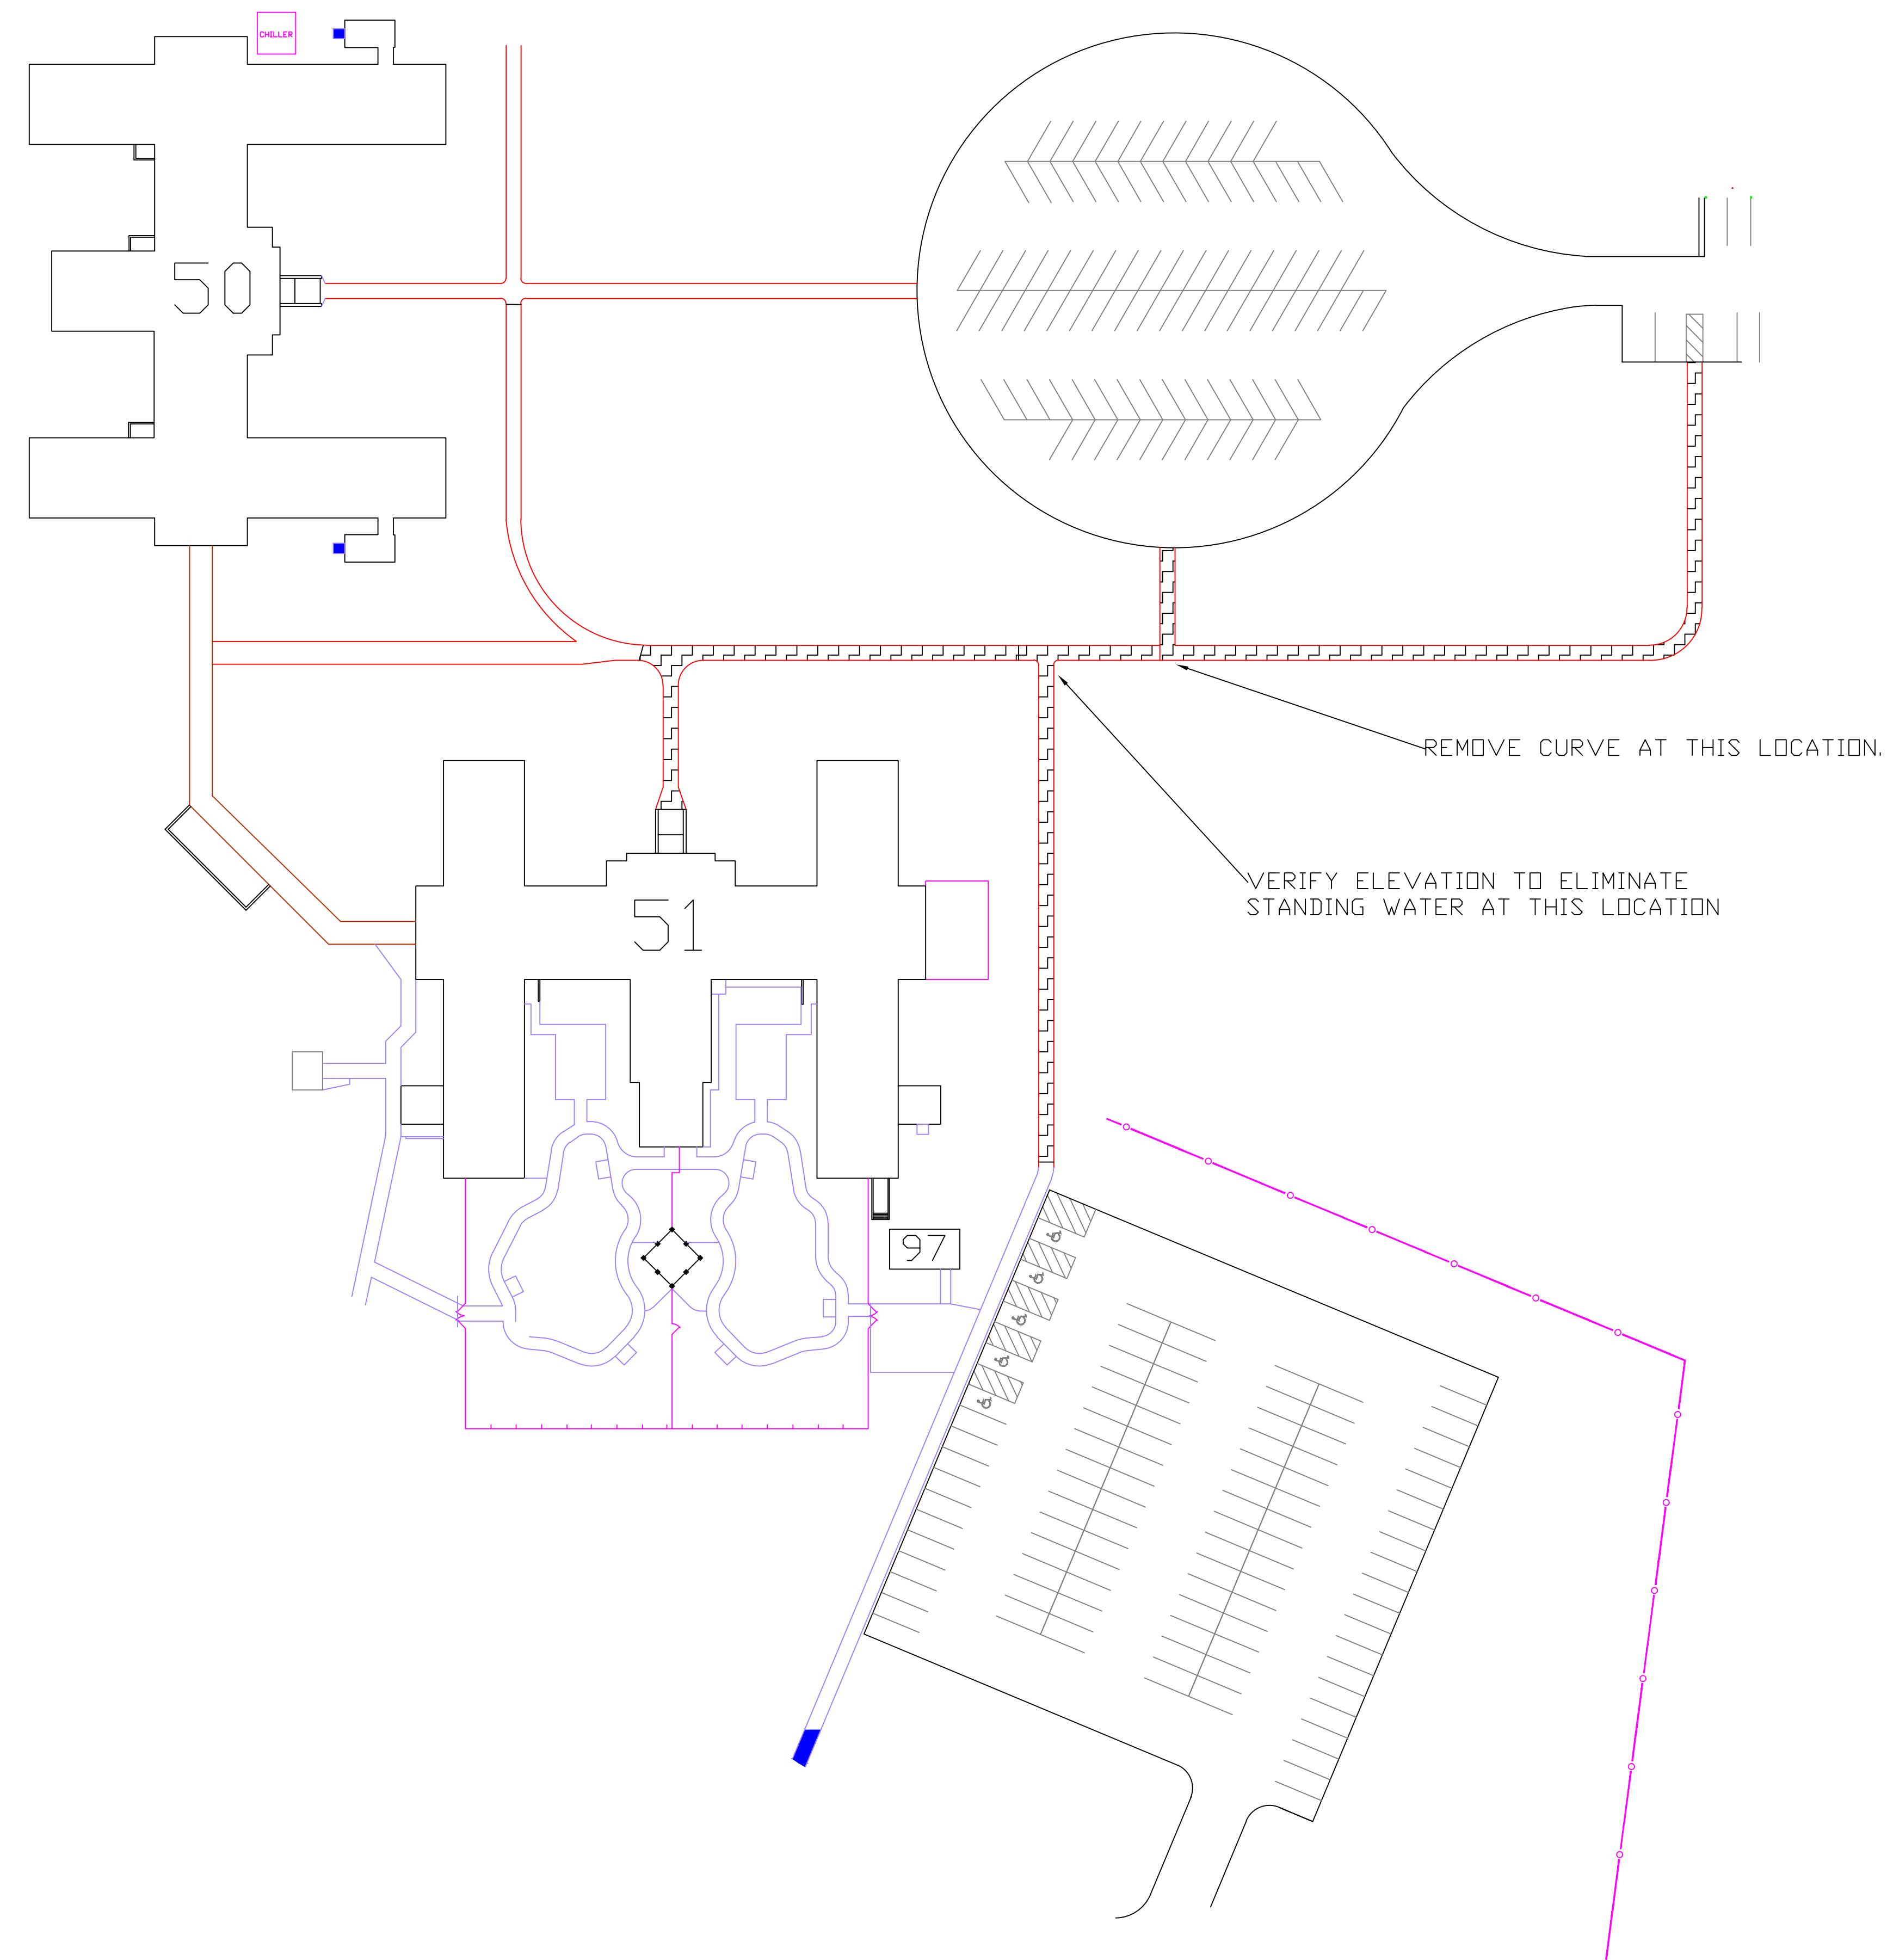 CHILLER
50
REMOVE CURVE AT THIS LOCATION.
VERIFY ELEVATION TO ELIMINATE
STANDING WATER AT THIS LOCATION
51
97